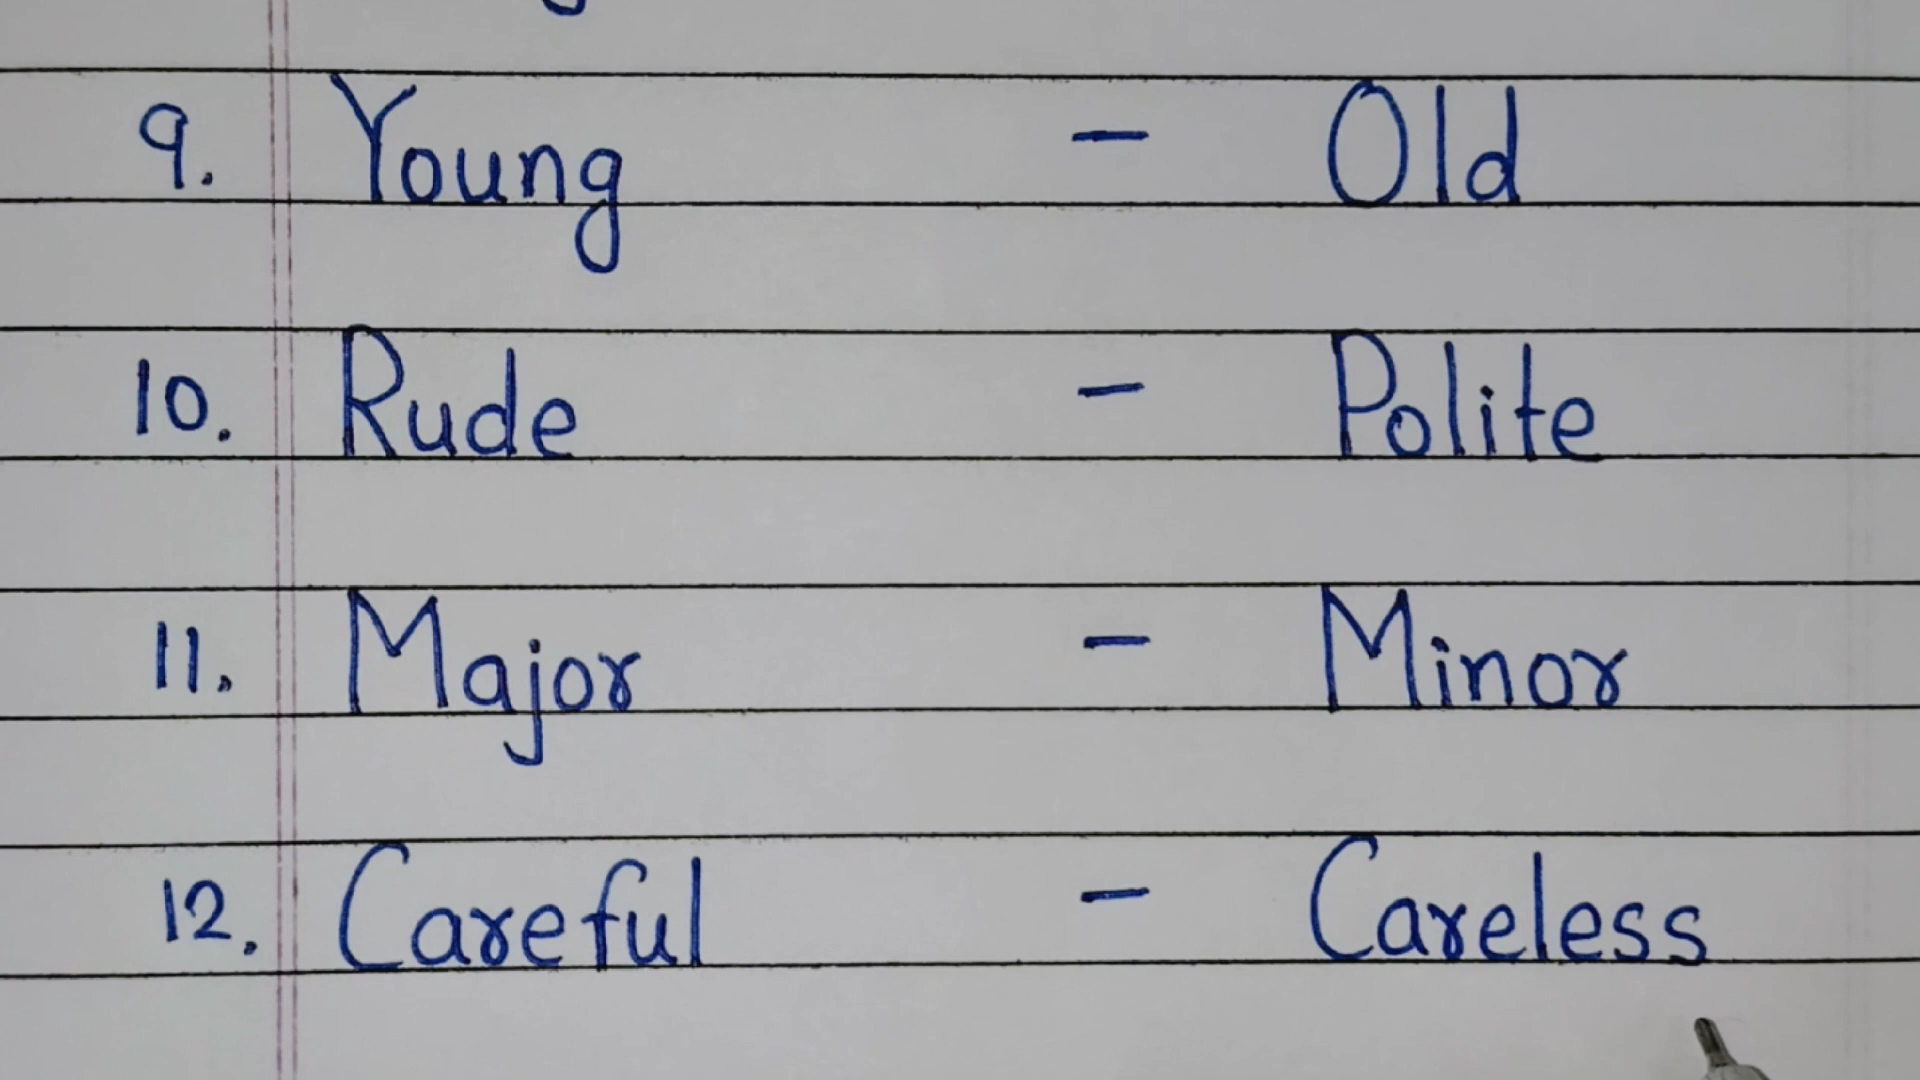 9. Young - Old
10. Rude - Polite
11. Major - Minor
12. Careful - Careless